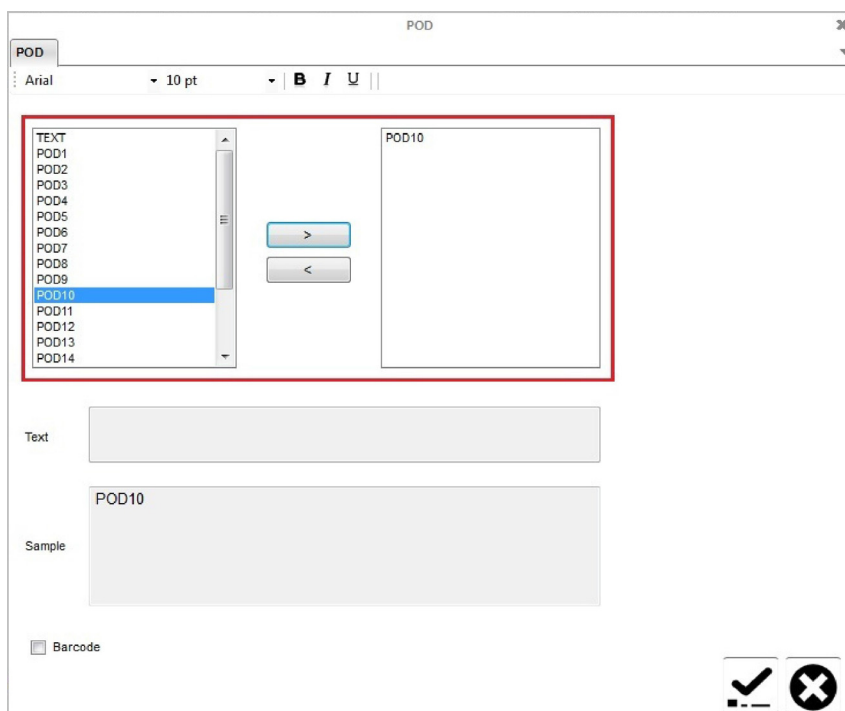 POD
POD
Arial 10 pt B I U
TEXT
POD1
POD2
POD3
POD4
POD5
POD6
POD7
POD8
POD9
POD10
POD11
POD12
POD13
POD14
>
<
POD10
Text
Sample
POD10
Barcode